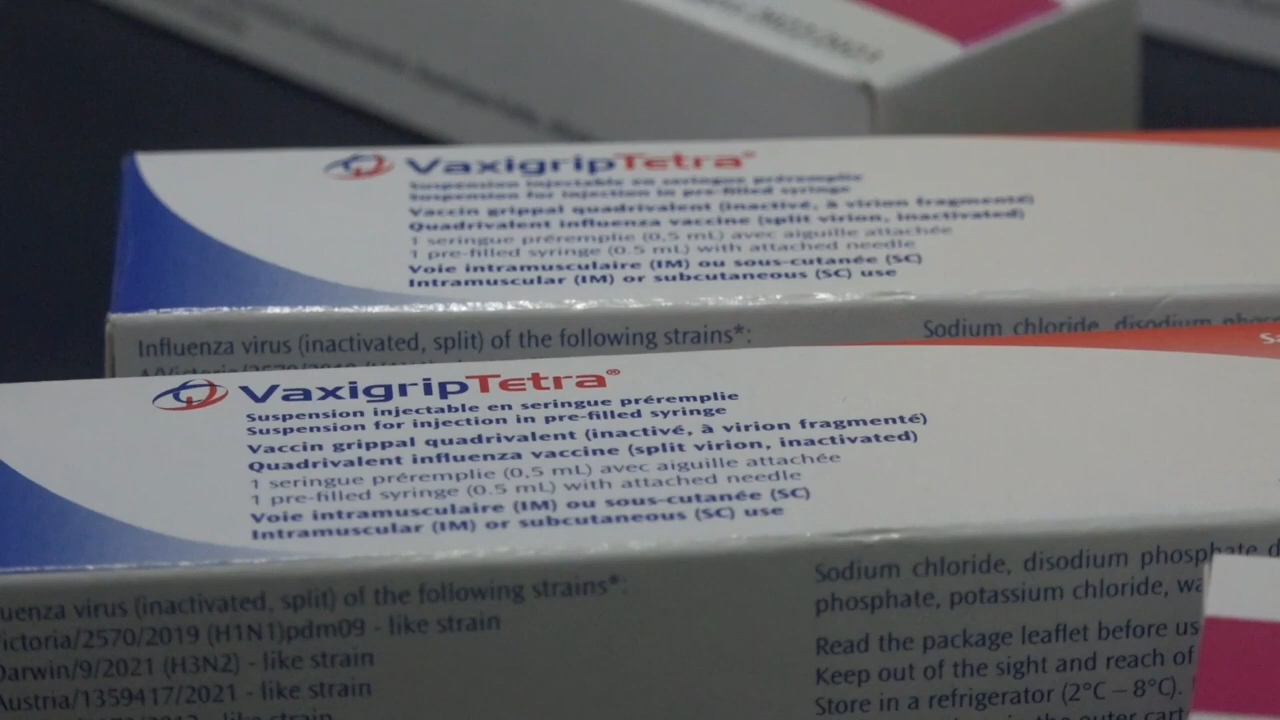 2022/2023
VaxigripTetra®
Suspension injectable en seringue préremplie
Suspension for injection in pre-filled syringe
Vaccin grippal quadrivalent (inactivé, à virion fragmenté)
Quadrivalent influenza vaccine (split virion, inactivated)
1 seringue préremplie (0,5 mL) avec aiguille attachée
1 pre-filled syringe (0.5 mL) with attached needle
Voie intramusculaire (IM) ou sous-cutanée (SC)
Intramuscular (IM) or subcutaneous (SC) use
Influenza virus (inactivated, split) of the following strains*:
Sodium chloride, disodium phos
VaxigripTetra®
Suspension injectable en seringue préremplie
Suspension for injection in pre-filled syringe
Vaccin grippal quadrivalent (inactivé, à virion fragmenté)
Quadrivalent influenza vaccine (split virion, inactivated)
1 seringue préremplie (0,5 mL) avec aiguille attachée
1 pre-filled syringe (0.5 mL) with attached needle
Voie intramusculaire (IM) ou sous-cutanée (SC)
Intramuscular (IM) or subcutaneous (SC) use
uenza virus (inactivated, split) of the following strains*:
ictoria/2570/2019 (H1N1)pdm09 - like strain
Darwin/9/2021 (H3N2) - like strain
Austria/1359417/2021 - like strain
like strain
Sodium chloride, disodium phosphate d
phosphate, potassium chloride, wa
Read the package leaflet before us
Keep out of the sight and reach of
Store in a refrigerator (2°C – 8°C).
in the outer cart